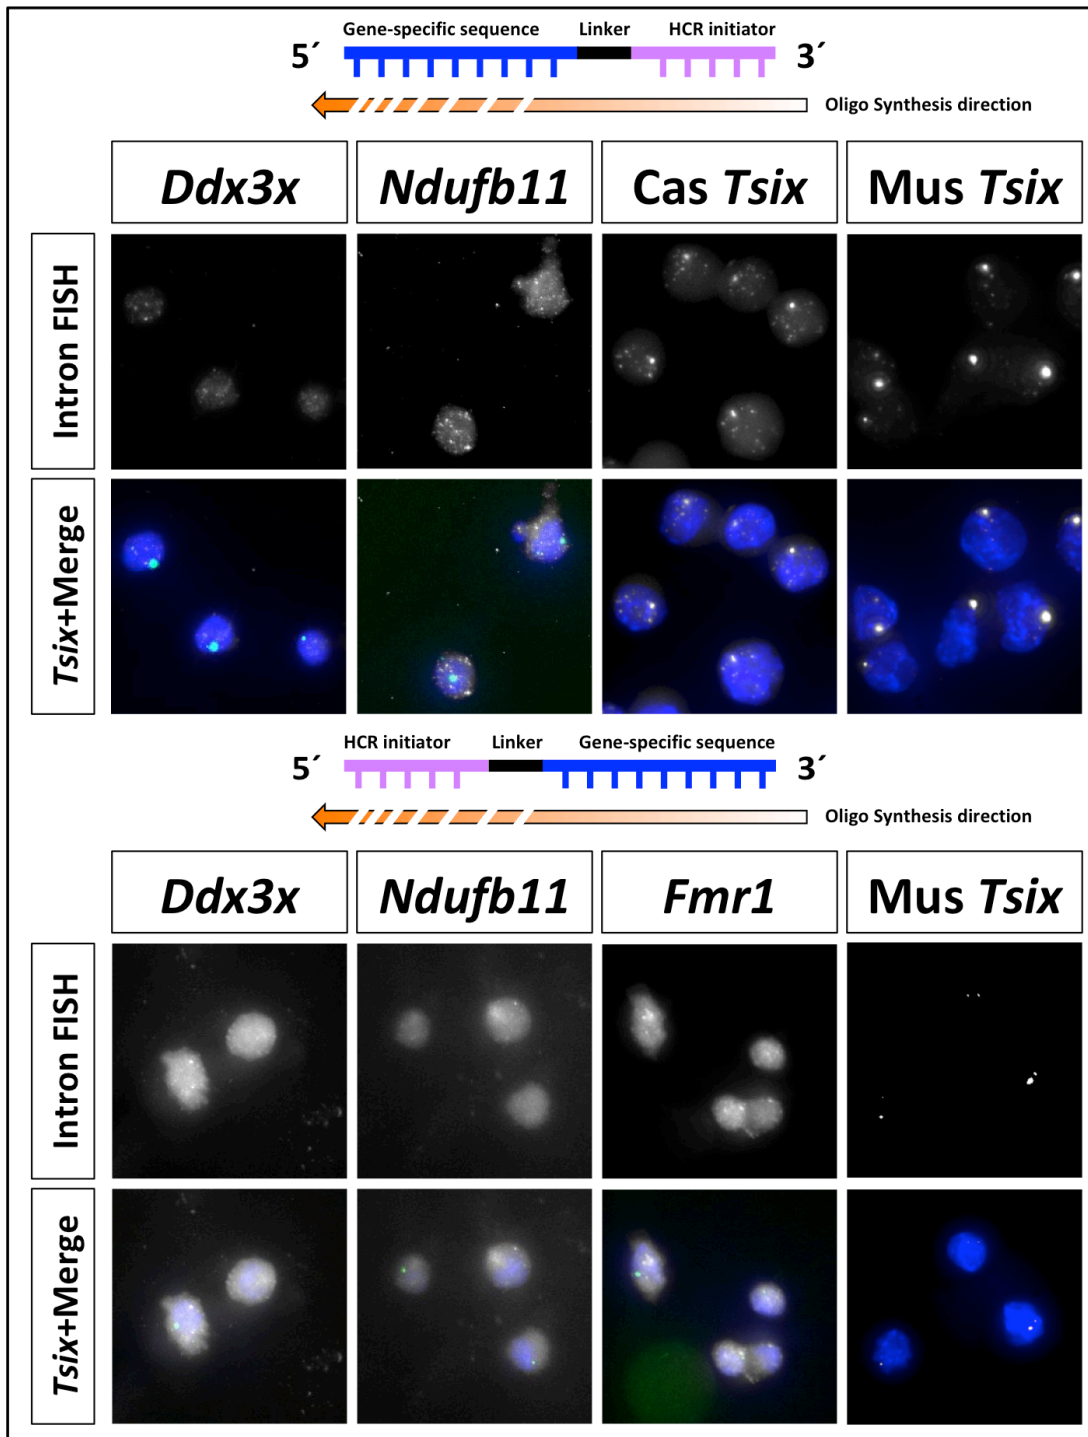 Gene-specific sequence Linker HCR initiator
5´ 3´
Oligo Synthesis direction
Ddx3x Ndufb11 Cas Tsix Mus Tsix
Intron FISH
Tsix+Merge
HCR initiator Linker Gene-specific sequence
5´ 3´
Oligo Synthesis direction
Ddx3x Ndufb11 Fmr1 Mus Tsix
Intron FISH
Tsix+Merge